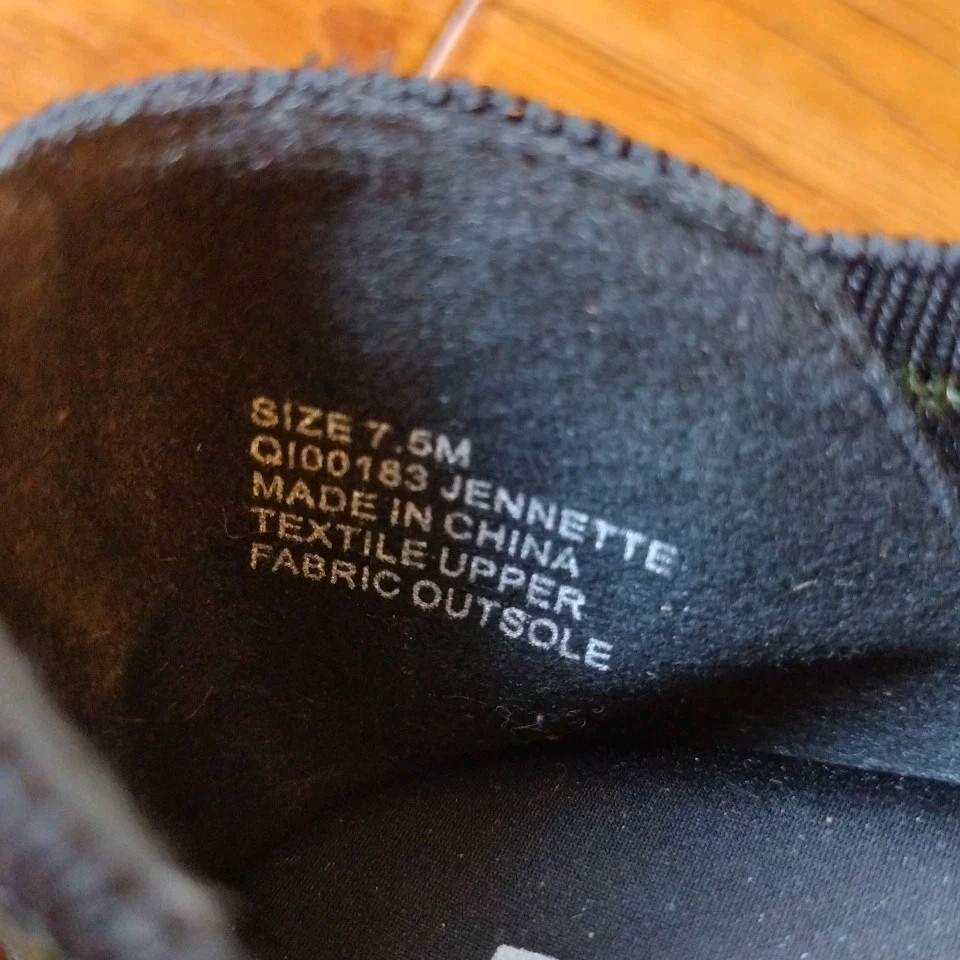 SIZE 7.5M
QI00183 JENNETTE
MADE IN CHINA
TEXTILE UPPER
FABRIC OUTSOLE